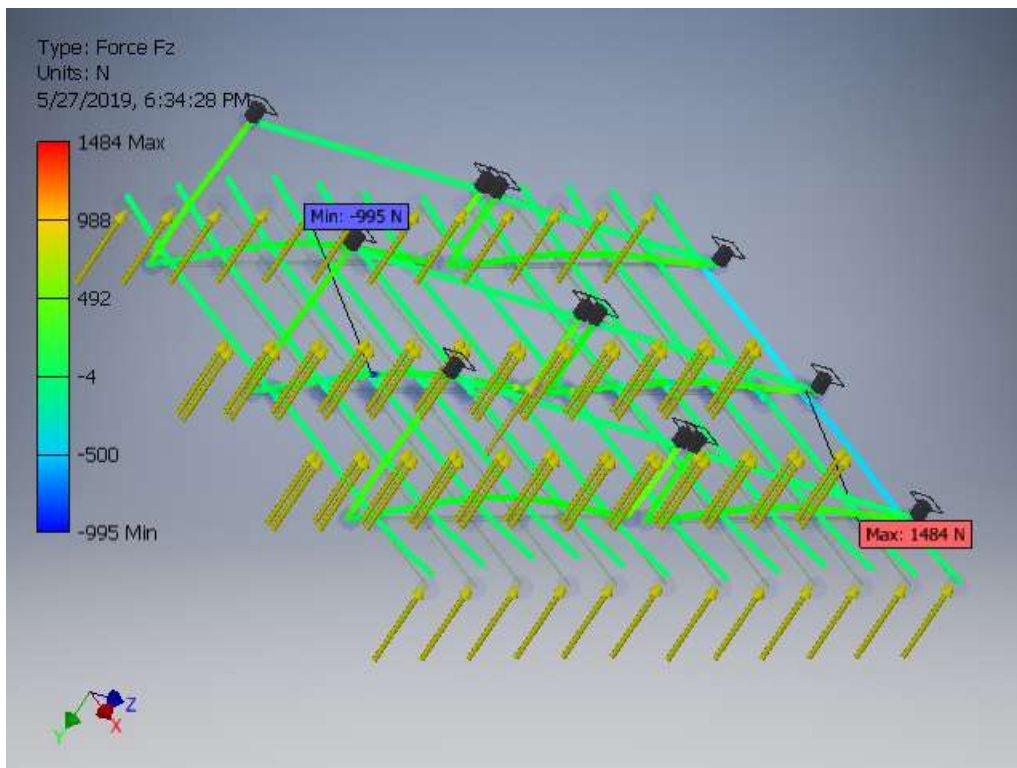 Type: Force Fz
Units: N
5/27/2019, 6:34:28 PM
1484 Max
988
492
-4
-500
-995 Min
Min: -995 N
Max: 1484 N
Z
X
Y